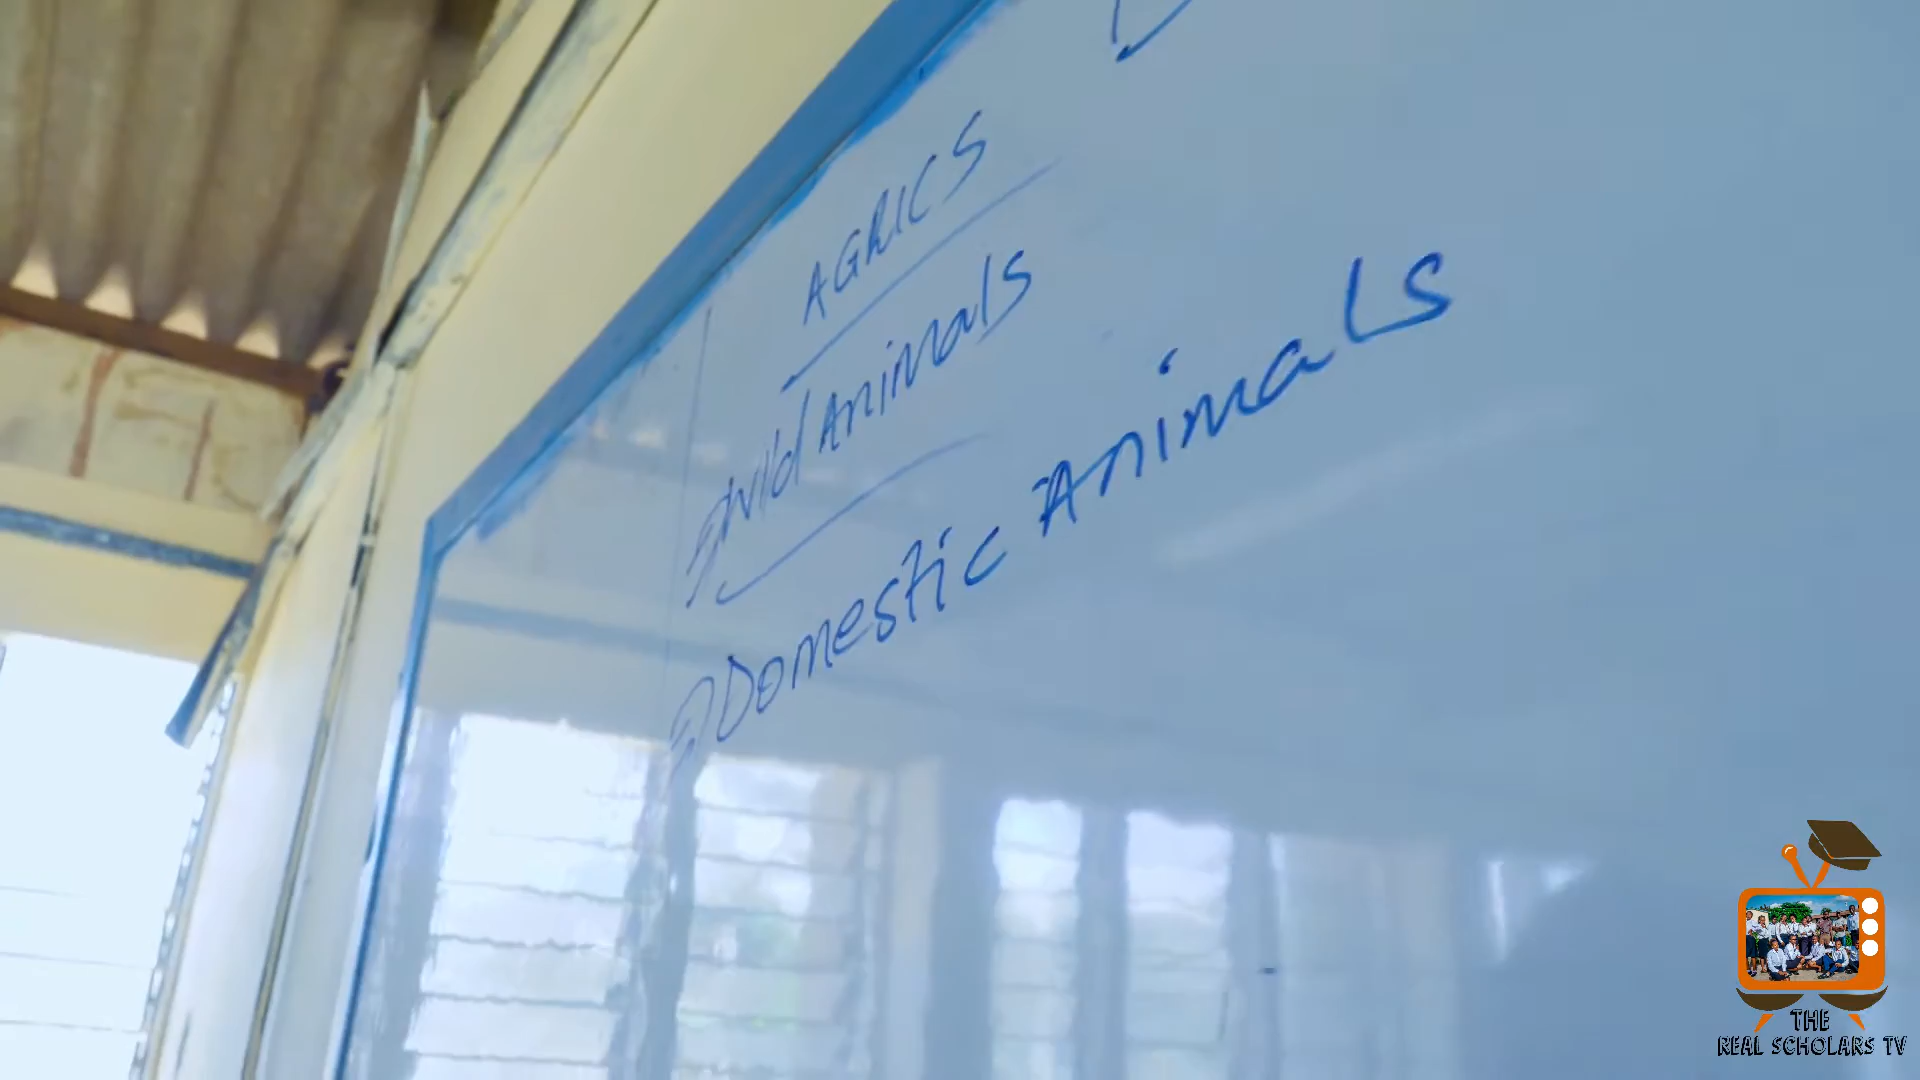 AGRICS
Wild Animals
Domestic Animals
THE
REAL SCHOLARS TV